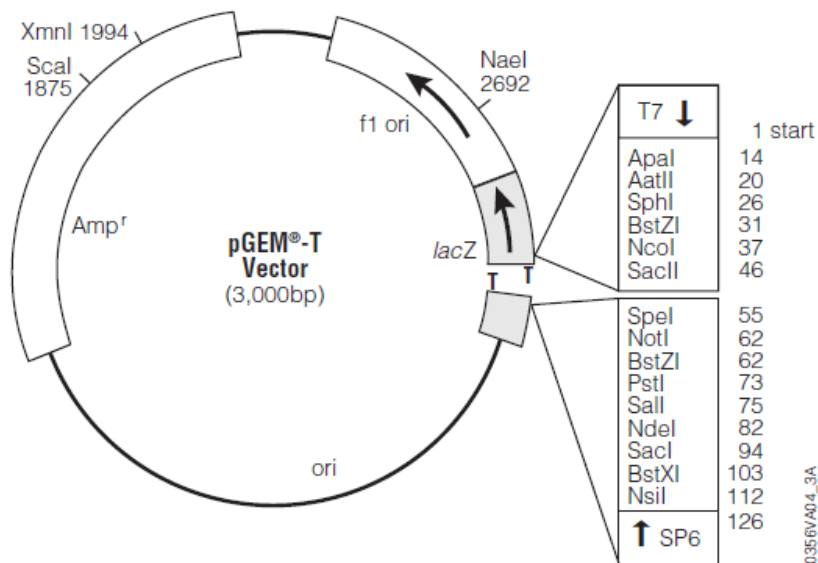 XmnI 1994
ScaI
1875
NaeI
2692
f1 ori
Ampʳ
pGEM®-T
Vector
(3,000bp)
lacZ
T T
ori
T7 ↓
1 start
ApaI 14
AatII 20
SphI 26
BstZI 31
NcoI 37
SacII 46
SpeI 55
NotI 62
BstZI 62
PstI 73
SalI 75
NdeI 82
SacI 94
BstXI 103
NsiI 112
126
↑ SP6
0356VA04_3A